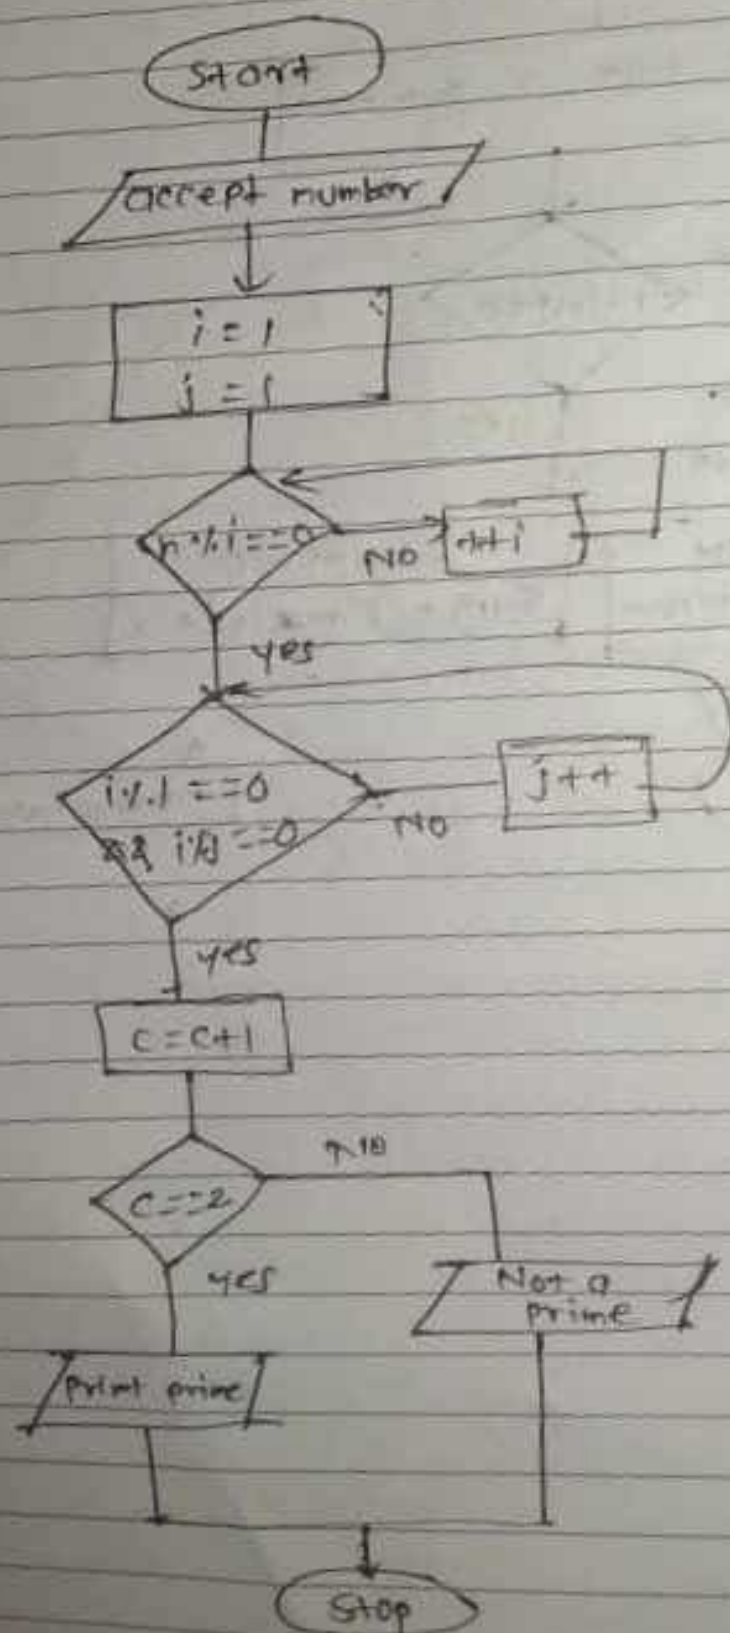 Start
accept number
i = 1
j = 1
n % i == 0
NO
++i
yes
i % 1 == 0
&& i % j == 0
NO
j++
yes
c = c+1
c == 2
NO
yes
Not a
prime
print prime
Stop